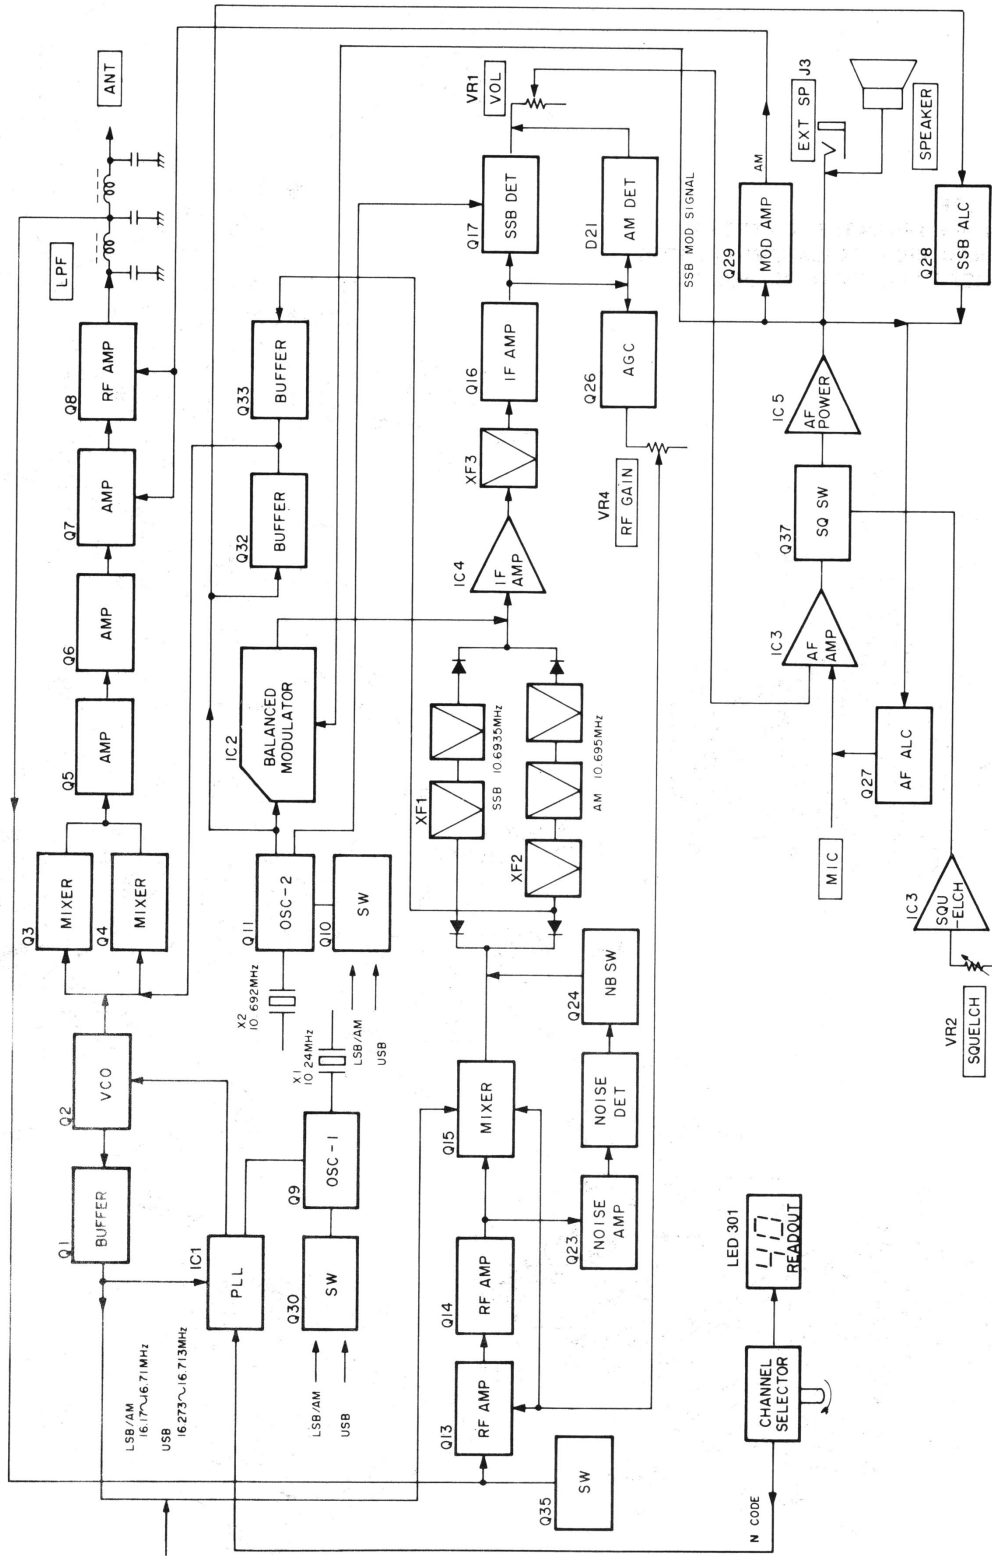 ANT
LPF
Q8
RF AMP
Q7
AMP
Q6
AMP
Q5
AMP
Q3
MIXER
Q4
MIXER
Q2
VCO
Q1
BUFFER
LSB/AM
16.17~16.71MHz
USB
16.273~16.713MHz
IC1
PLL
Q33
BUFFER
Q32
BUFFER
IC2
BALANCED
MODULATOR
Q11
OSC-2
Q10
SW
X2
10.692MHz
LSB/AM
USB
X1
10.24MHz
Q9
OSC-1
Q30
SW
LSB/AM
USB
VR1
VOL
Q17
SSB DET
D21
AM DET
Q16
IF AMP
Q26
AGC
XF3
VR4
RF GAIN
IC4
IF
AMP
XF1
SSB 10.6935MHz
XF2
AM 10.695MHz
Q24
NB SW
NOISE
DET
Q23
NOISE
AMP
Q15
MIXER
Q14
RF AMP
Q13
RF AMP
Q35
SW
SSB MOD SIGNAL
AM
Q29
MOD AMP
EXT SP J3
SPEAKER
Q28
SSB ALC
IC5
AF
POWER
Q37
SQ SW
IC3
AF
AMP
Q27
AF ALC
MIC
IC3
SQU
-ELCH
VR2
SQUELCH
LED 301
40
READOUT
CHANNEL
SELECTOR
N CODE